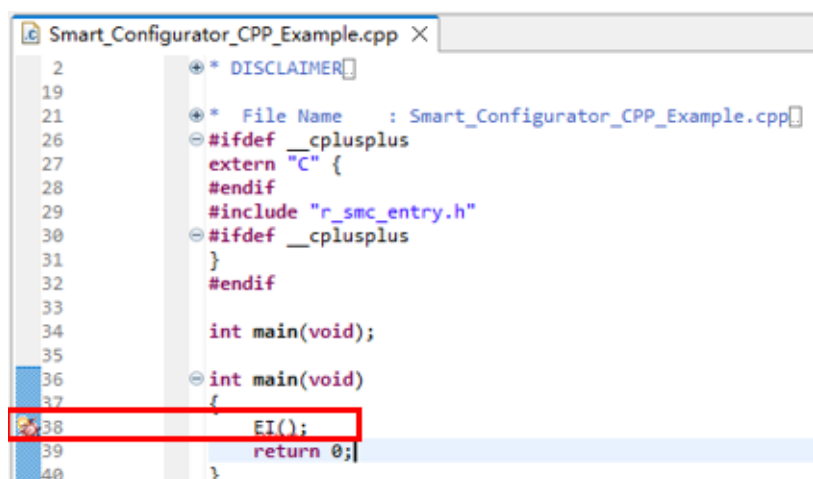 Smart_Configurator_CPP_Example.cpp
2 * DISCLAIMER
19
21 * File Name : Smart_Configurator_CPP_Example.cpp
26 #ifdef __cplusplus
27 extern "C" {
28 #endif
29 #include "r_smc_entry.h"
30 #ifdef __cplusplus
31 }
32 #endif
33
34 int main(void);
35
36 int main(void)
37 {
38 EI();
39 return 0;
40 }